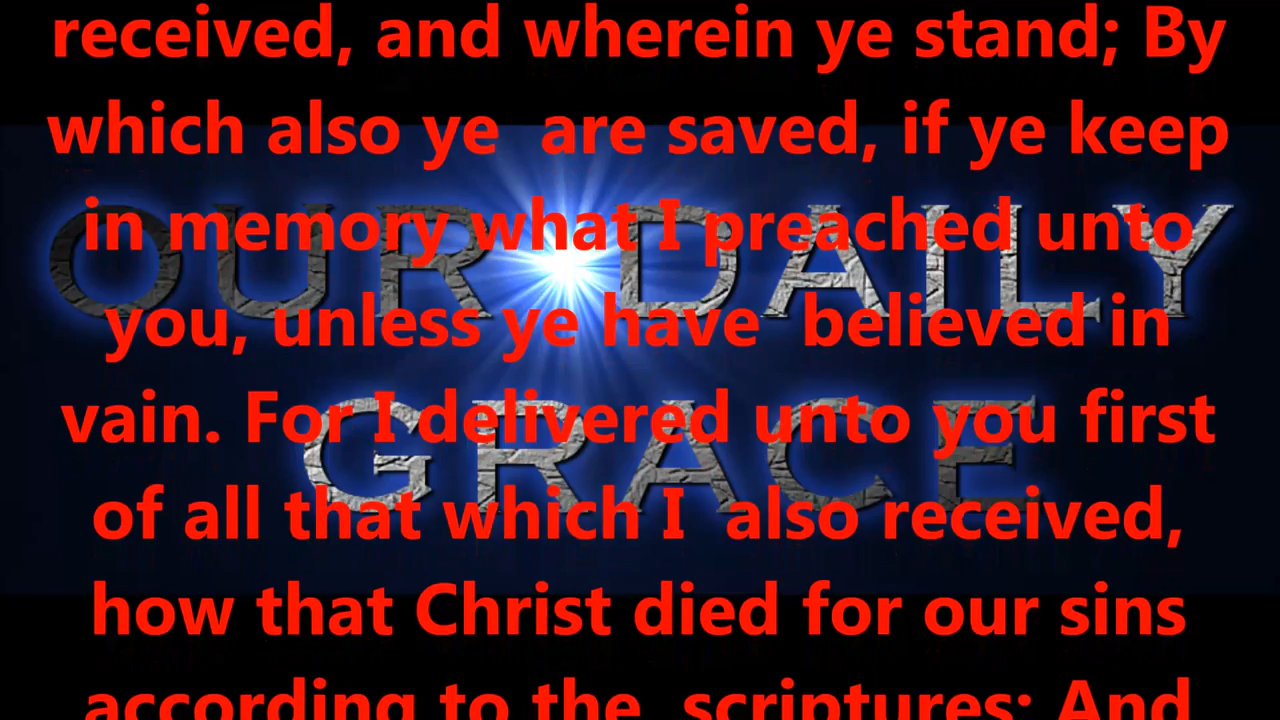 received, and wherein ye stand; By
which also ye  are saved, if ye keep
in memory what I preached unto
you, unless ye have  believed in
vain. For I delivered unto you first
of all that which I  also received,
how that Christ died for our sins
according to the  scriptures; And
OUR DAILY
GRACE